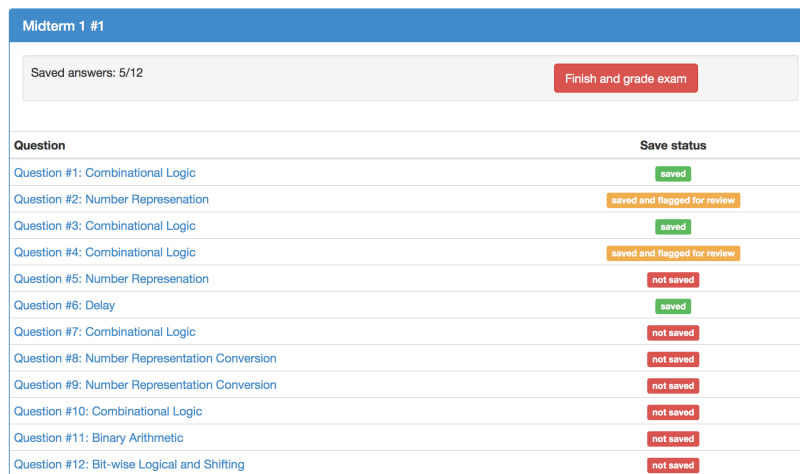 Midterm 1 #1
Saved answers: 5/12
Finish and grade exam
Question Save status
Question #1: Combinational Logic saved
Question #2: Number Represenation saved and flagged for review
Question #3: Combinational Logic saved
Question #4: Combinational Logic saved and flagged for review
Question #5: Number Represenation not saved
Question #6: Delay saved
Question #7: Combinational Logic not saved
Question #8: Number Representation Conversion not saved
Question #9: Number Representation Conversion not saved
Question #10: Combinational Logic not saved
Question #11: Binary Arithmetic not saved
Question #12: Bit-wise Logical and Shifting not saved